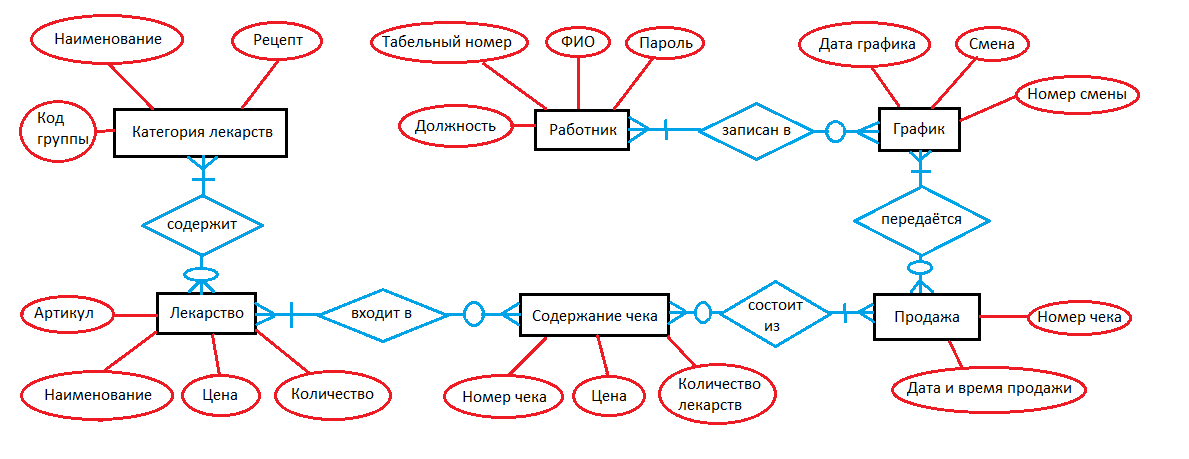 Наименование
Рецепт
Код
группы
Категория лекарств
Табельный номер
ФИО
Пароль
Должность
Работник
записан в
Дата графика
Смена
Номер смены
График
содержит
передаётся
Артикул
Лекарство
входит в
Содержание чека
состоит
из
Продажа
Номер чека
Наименование
Цена
Количество
Номер чека
Цена
Количество
лекарств
Дата и время продажи